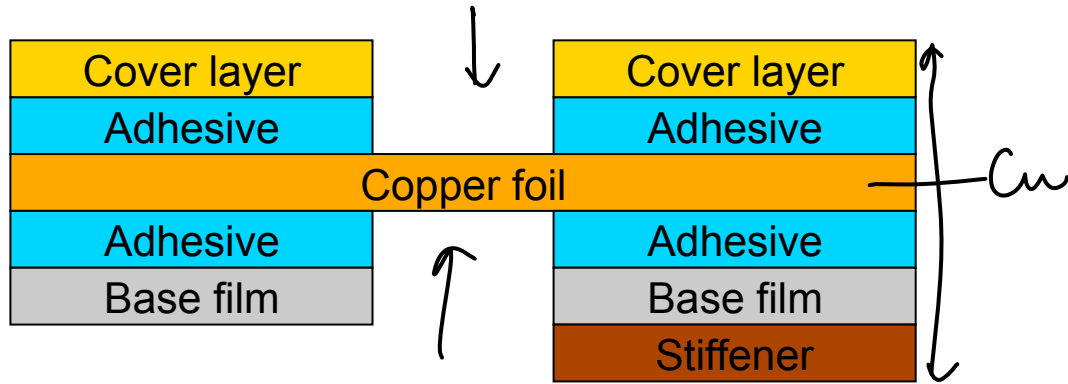 Cover layer Cover layer
Adhesive Adhesive
Copper foil Cu
Adhesive Adhesive
Base film Base film
Stiffener